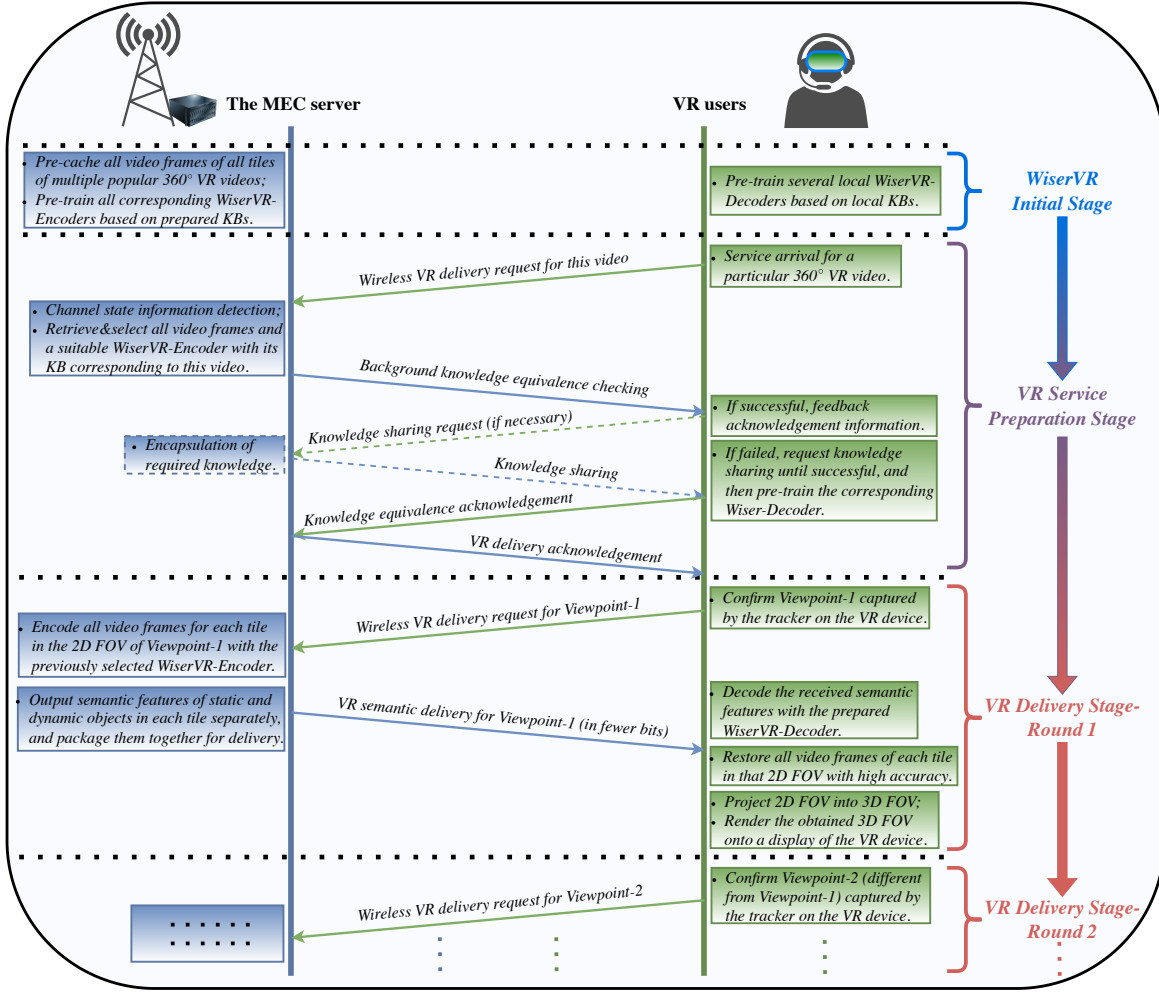 The MEC server
VR users
• Pre-cache all video frames of all tiles
of multiple popular 360° VR videos;
• Pre-train all corresponding WiserVR-
Encoders based on prepared KBs.
• Pre-train several local WiserVR-
Decoders based on local KBs.
WiserVR
Initial Stage
• Service arrival for a
particular 360° VR video.
Wireless VR delivery request for this video
• Channel state information detection;
• Retrieve&select all video frames and
a suitable WiserVR-Encoder with its
KB corresponding to this video.
Background knowledge equivalence checking
VR Service
Preparation Stage
• If successful, feedback
acknowledgement information.
Knowledge sharing request (if necessary)
• Encapsulation of
required knowledge.
• If failed, request knowledge
sharing until successful, and
then pre-train the corresponding
Wiser-Decoder.
Knowledge sharing
Knowledge equivalence acknowledgement
VR delivery acknowledgement
• Confirm Viewpoint-1 captured
by the tracker on the VR device.
Wireless VR delivery request for Viewpoint-1
• Encode all video frames for each tile
in the 2D FOV of Viewpoint-1 with the
previously selected WiserVR-Encoder.
• Output semantic features of static and
dynamic objects in each tile separately,
and package them together for delivery.
VR semantic delivery for Viewpoint-1 (in fewer bits)
• Decode the received semantic
features with the prepared
WiserVR-Decoder.
VR Delivery Stage-
Round 1
• Restore all video frames of each tile
in that 2D FOV with high accuracy.
• Project 2D FOV into 3D FOV;
• Render the obtained 3D FOV
onto a display of the VR device.
• Confirm Viewpoint-2 (different
from Viewpoint-1) captured by
the tracker on the VR device.
Wireless VR delivery request for Viewpoint-2
VR Delivery Stage-
Round 2